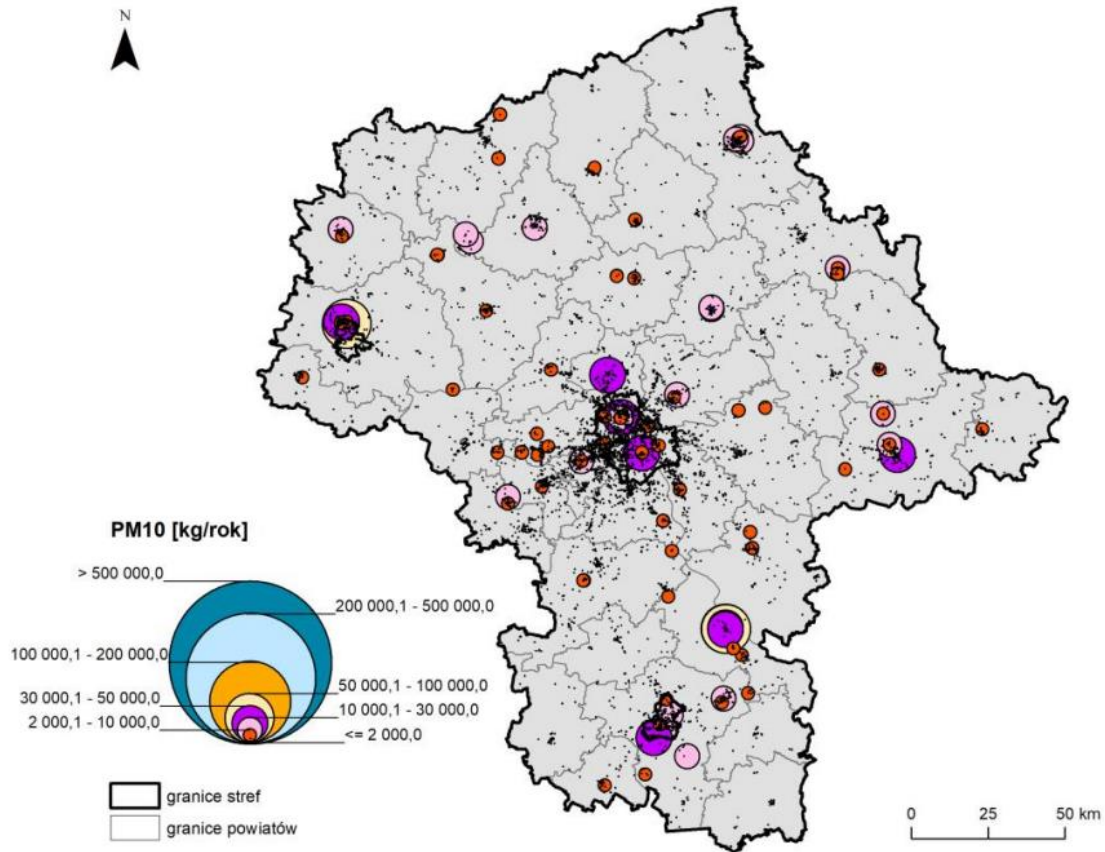 N
PM10 [kg/rok]
> 500 000,0
200 000,1 - 500 000,0
100 000,1 - 200 000,0
50 000,1 - 100 000,0
30 000,1 - 50 000,0
10 000,1 - 30 000,0
2 000,1 - 10 000,0
<= 2 000,0
granice stref
granice powiatów
0 25 50 km